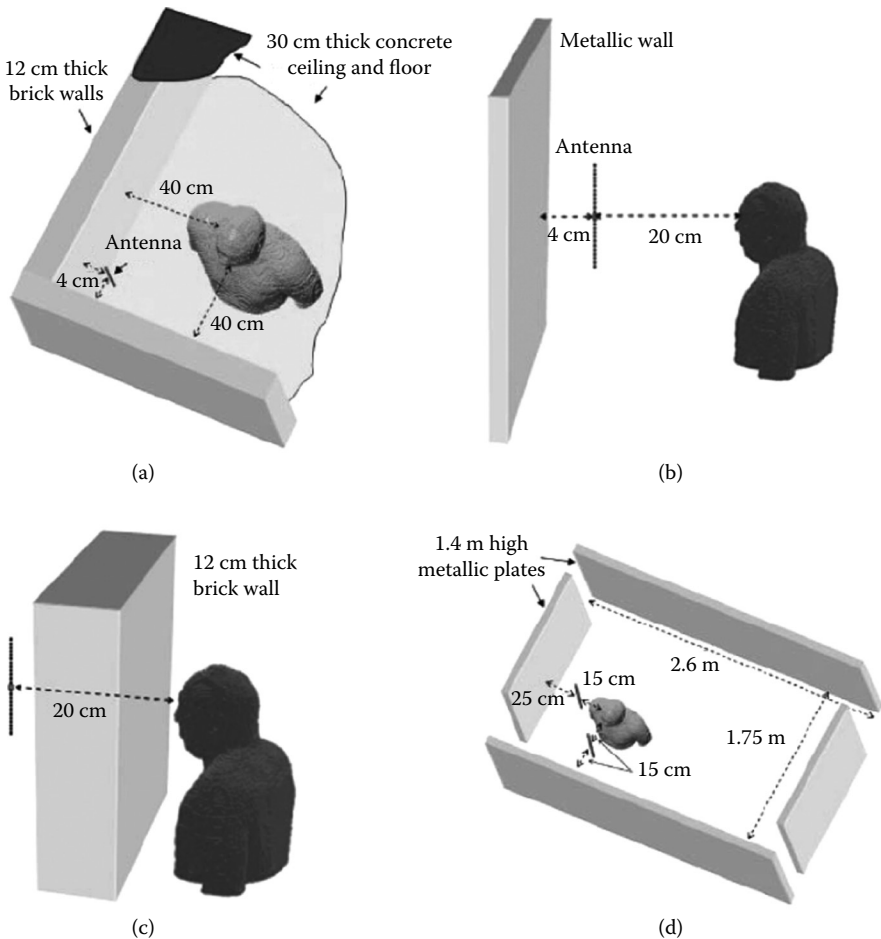 30 cm thick concrete
ceiling and floor
12 cm thick
brick walls
40 cm
Antenna
4 cm
40 cm
(a)
Metallic wall
Antenna
4 cm
20 cm
(b)
12 cm thick
brick wall
20 cm
(c)
1.4 m high
metallic plates
2.6 m
15 cm
25 cm
1.75 m
15 cm
(d)